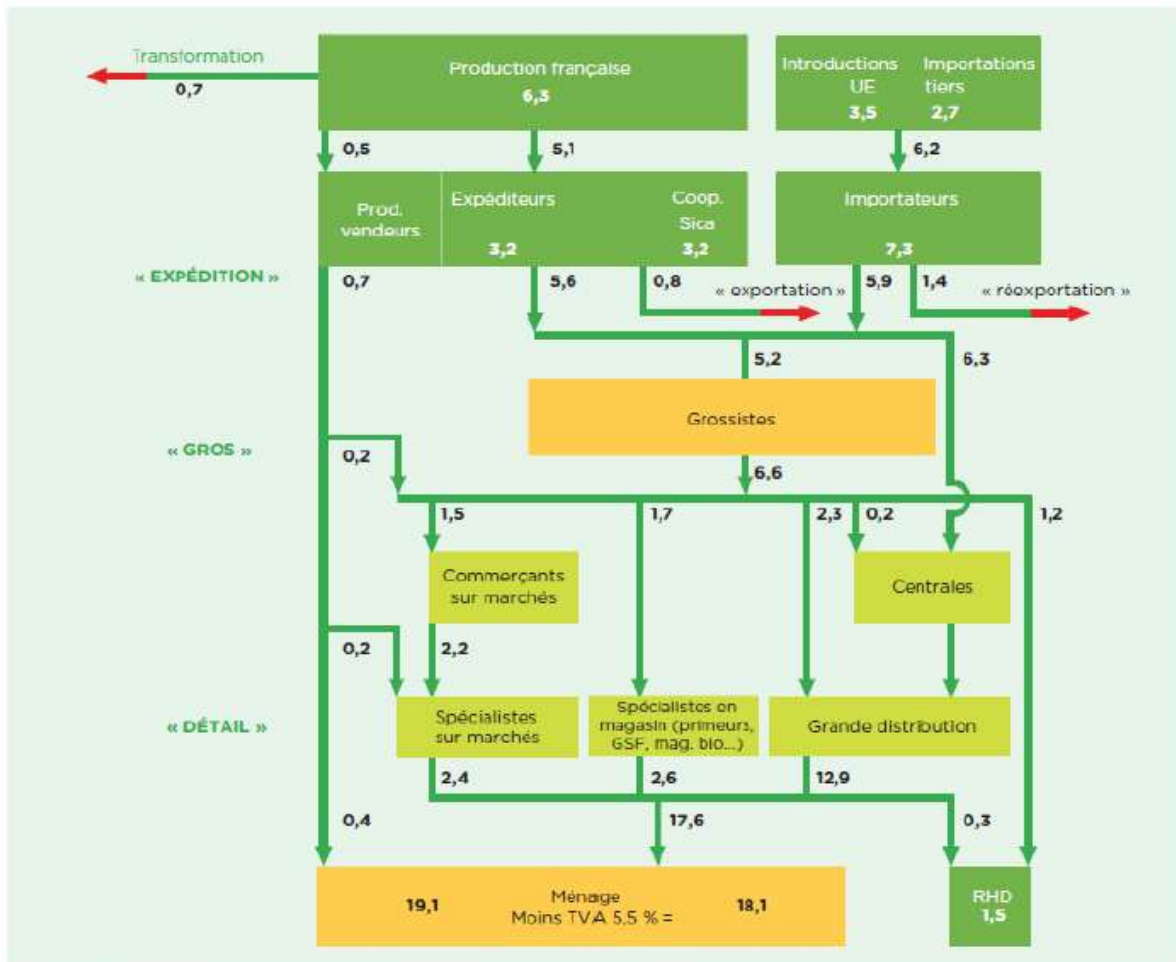 Transformation
0,7
Production française
6,3
Introductions UE
3,5
Importations tiers
2,7
0,5
5,1
6,2
Prod. vendeurs
Expéditeurs
3,2
Coop. Sica
3,2
Importateurs
7,3
« EXPÉDITION »
0,7
5,6
0,8
« exportation »
5,9
1,4
« réexportation »
5,2
6,3
Grossistes
« GROS »
0,2
6,6
1,5
1,7
2,3
0,2
1,2
Commerçants
sur marchés
Centrales
0,2
2,2
« DÉTAIL »
Spécialistes
sur marchés
Spécialistes en
magasin (primeurs,
GSF, mag. bio...)
Grande distribution
2,4
2,6
12,9
0,4
17,6
0,3
19,1
Ménage
Moins TVA 5,5 % =
18,1
RHD
1,5